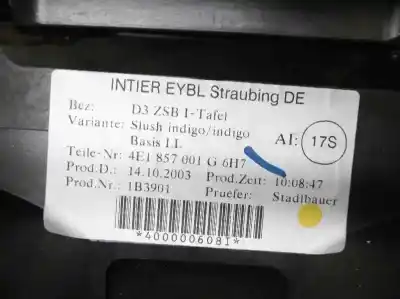 INTIER EYBL Straubing DE
Bez: D3 ZSB I-Tafel
Variante: Slush indigo/indigo
Basis LL
AI: 17S
Teile-Nr: 4E1 857 001 G 6H7
Prod.D.: 14.10.2003 Prod.Zeit: 10:08:47
Prod.Nr.: 1B3901 Pruefer: Stadlbauer
*4000006081*